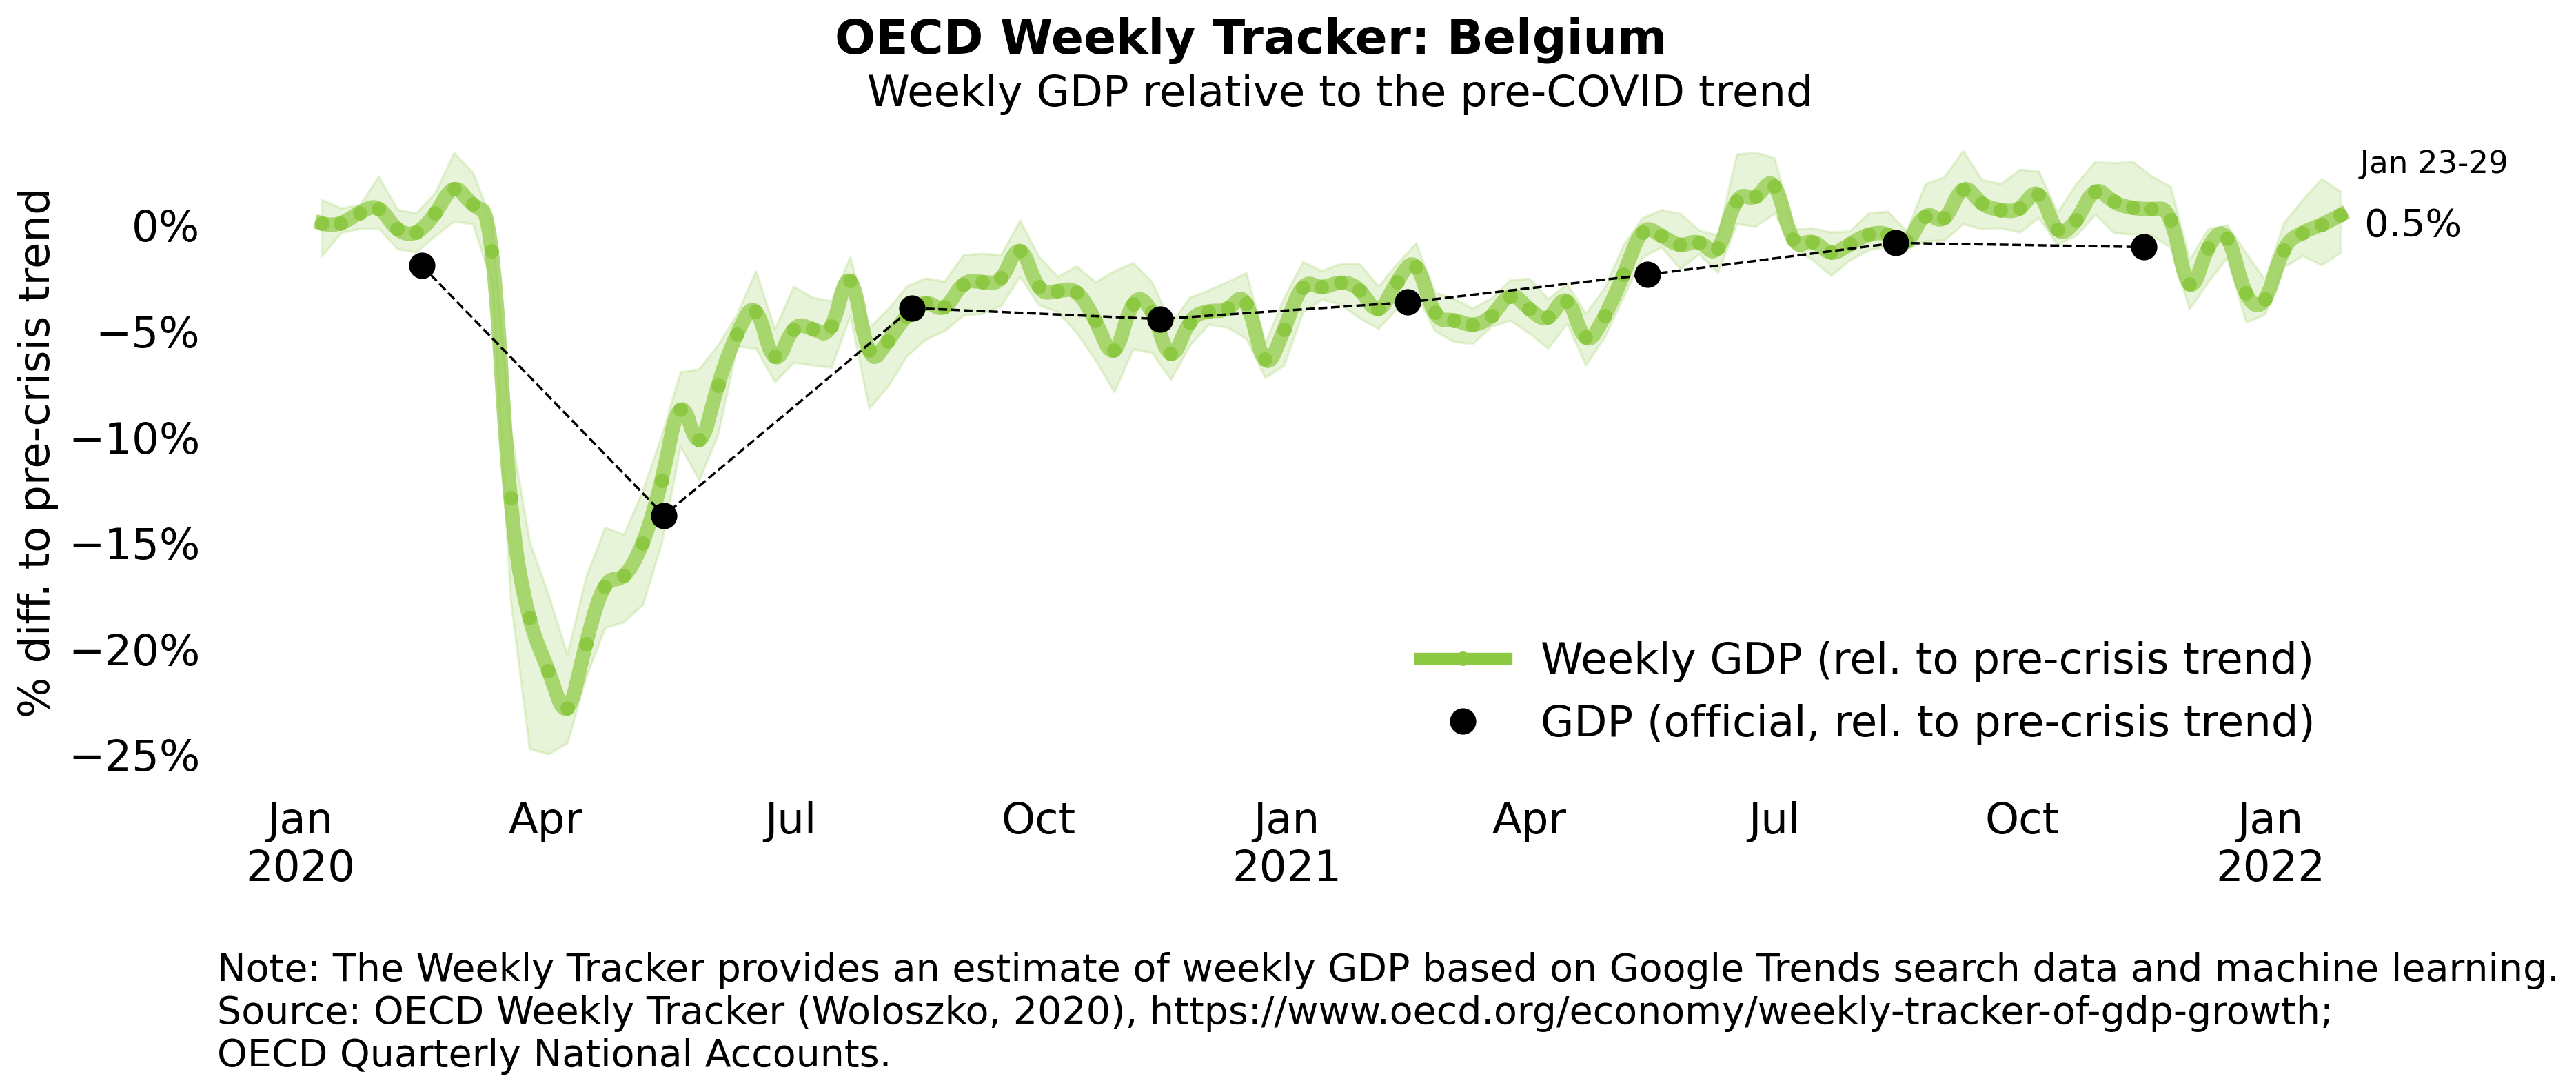 OECD Weekly Tracker: Belgium
Weekly GDP relative to the pre-COVID trend
% diff. to pre-crisis trend
0%
−5%
−10%
−15%
−20%
−25%
Jan 23-29
0.5%
Weekly GDP (rel. to pre-crisis trend)
GDP (official, rel. to pre-crisis trend)
Jan Apr Jul Oct Jan Apr Jul Oct Jan
2020 2021 2022
Note: The Weekly Tracker provides an estimate of weekly GDP based on Google Trends search data and machine learning.
Source: OECD Weekly Tracker (Woloszko, 2020), https://www.oecd.org/economy/weekly-tracker-of-gdp-growth;
OECD Quarterly National Accounts.